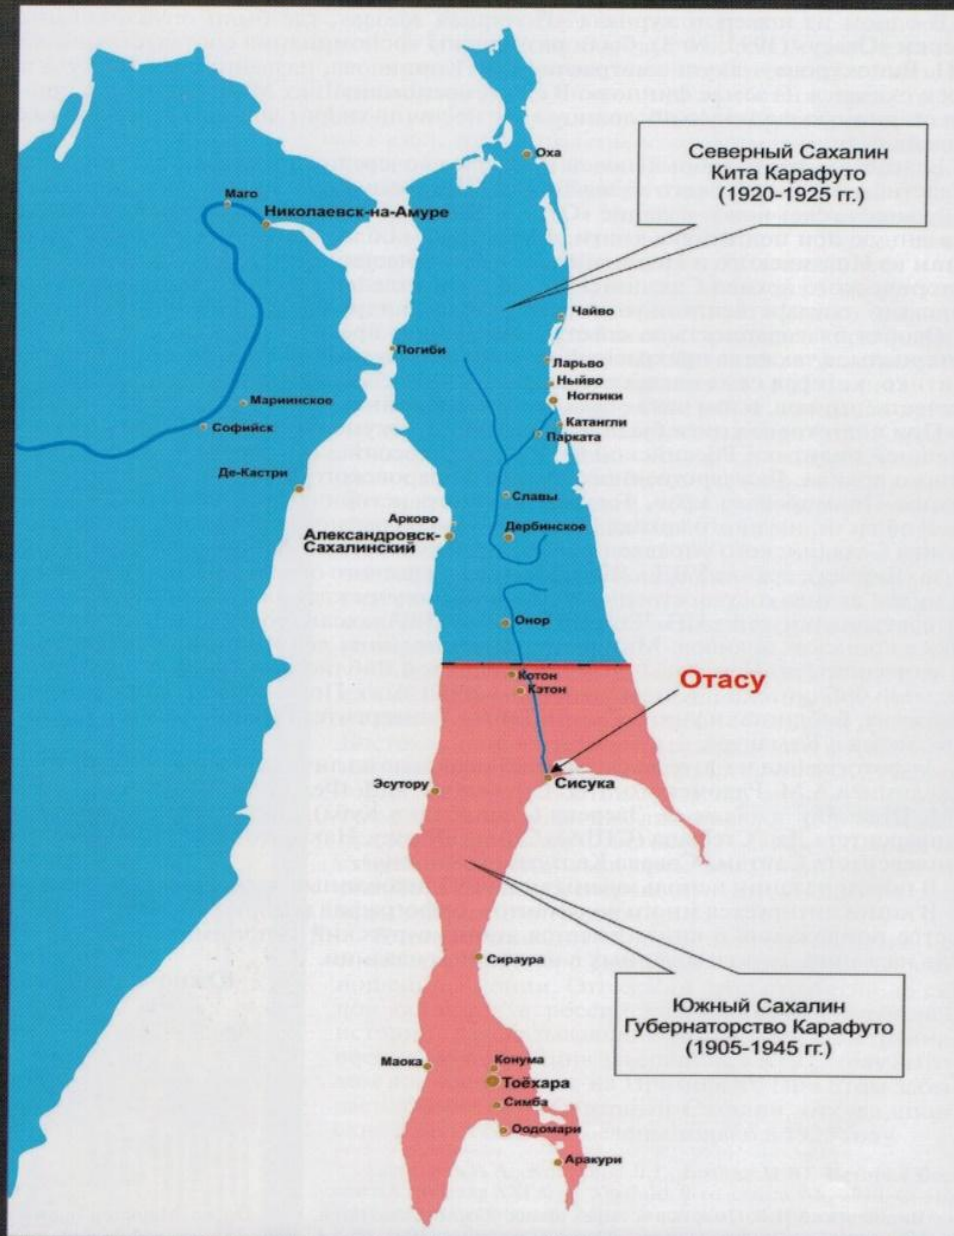 Оха
Северный Сахалин
Кита Карафуто
(1920-1925 гг.)
Маго
Николаевск-на-Амуре
Чайво
Погиби
Ларьво
Ныйво
Ноглики
Мариинское
Катангли
Софийск
Парката
Де-Кастри
Славы
Арково
Александровск-
Сахалинский
Дербинское
Онор
Котон
Кэтон
Отасу
Эсутору
Сисука
Сираура
Южный Сахалин
Губернаторство Карафуто
(1905-1945 гг.)
Маока
Конума
Тоёхара
Симба
Оодомари
Аракури